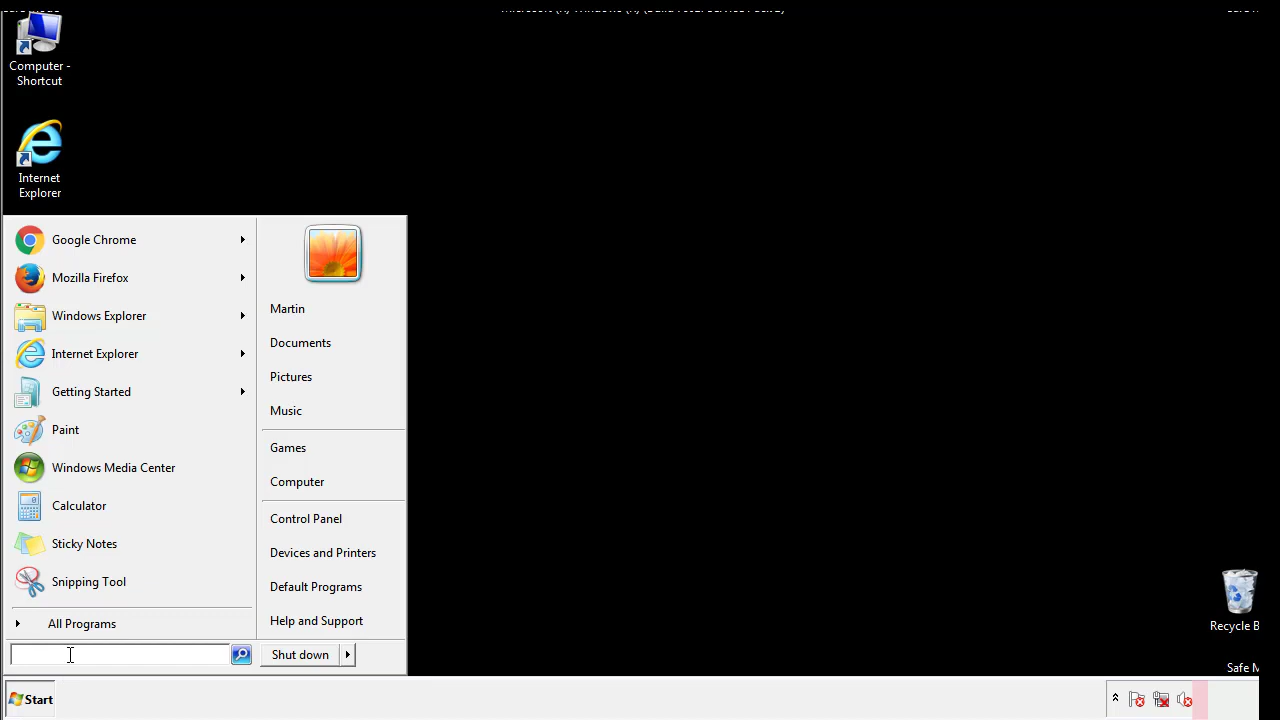 Computer -
Shortcut
Internet
Explorer
Google Chrome
Mozilla Firefox
Windows Explorer
Internet Explorer
Getting Started
Paint
Windows Media Center
Calculator
Sticky Notes
Snipping Tool
All Programs
Martin
Documents
Pictures
Music
Games
Computer
Control Panel
Devices and Printers
Default Programs
Help and Support
Shut down
Recycle B
Safe M
Start